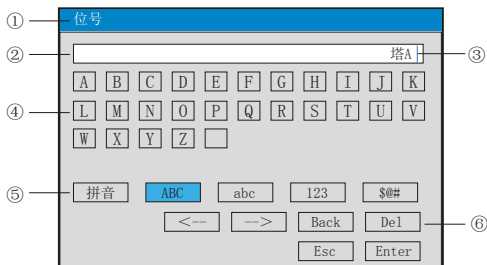 ① 位号
② 塔A ③
A B C D E F G H I J K
④ L M N O P Q R S T U V
W X Y Z
⑤ 拼音 ABC abc 123 $@#
<-- --> Back Del ⑥
Esc Enter